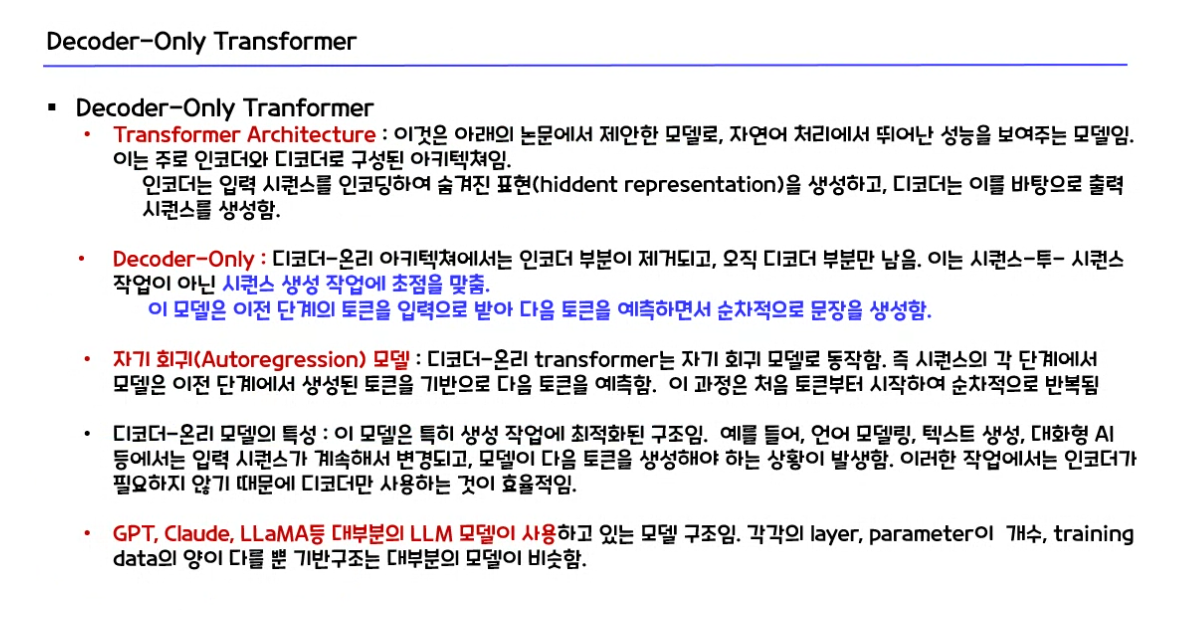 Decoder-Only Transformer
▪ Decoder-Only Tranformer
• Transformer Architecture : 이것은 아래의 논문에서 제안한 모델로, 자연어 처리에서 뛰어난 성능을 보여주는 모델임.
이는 주로 인코더와 디코더로 구성된 아키텍쳐임.
인코더는 입력 시퀀스를 인코딩하여 숨겨진 표현(hiddent representation)을 생성하고, 디코더는 이를 바탕으로 출력
시퀀스를 생성함.
• Decoder-Only : 디코더-온리 아키텍쳐에서는 인코더 부분이 제거되고, 오직 디코더 부분만 남음. 이는 시퀀스-투- 시퀀스
작업이 아닌 시퀀스 생성 작업에 초점을 맞춤.
이 모델은 이전 단계의 토큰을 입력으로 받아 다음 토큰을 예측하면서 순차적으로 문장을 생성함.
• 자기 회귀(Autoregression) 모델 : 디코더-온리 transformer는 자기 회귀 모델로 동작함. 즉 시퀀스의 각 단계에서
모델은 이전 단계에서 생성된 토큰을 기반으로 다음 토큰을 예측함. 이 과정은 처음 토큰부터 시작하여 순차적으로 반복됨
• 디코더-온리 모델의 특성 : 이 모델은 특히 생성 작업에 최적화된 구조임. 예를 들어, 언어 모델링, 텍스트 생성, 대화형 AI
등에서는 입력 시퀀스가 계속해서 변경되고, 모델이 다음 토큰을 생성해야 하는 상황이 발생함. 이러한 작업에서는 인코더가
필요하지 않기 때문에 디코더만 사용하는 것이 효율적임.
• GPT, Claude, LLaMA등 대부분의 LLM 모델이 사용하고 있는 모델 구조임. 각각의 layer, parameter이 개수, training
data의 양이 다를 뿐 기반구조는 대부분의 모델이 비슷함.